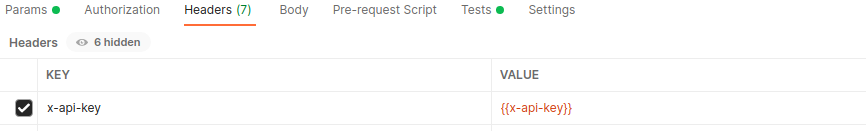 Params Authorization Headers (7) Body Pre-request Script Tests Settings
Headers 6 hidden
KEY VALUE
x-api-key {{x-api-key}}